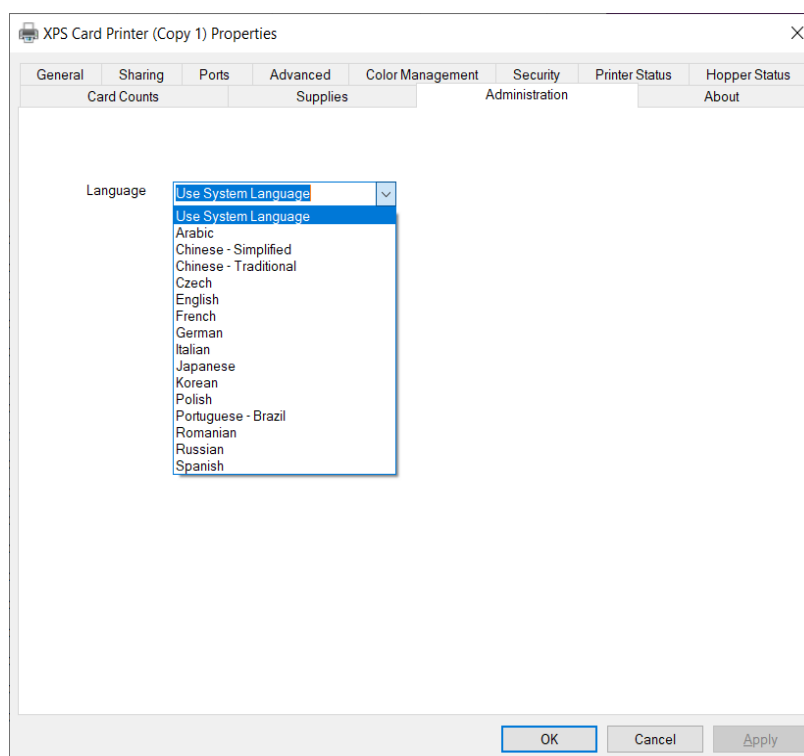 XPS Card Printer (Copy 1) Properties
General Sharing Ports Advanced Color Management Security Printer Status Hopper Status
Card Counts Supplies Administration About
Language Use System Language
Use System Language
Arabic
Chinese - Simplified
Chinese - Traditional
Czech
English
French
German
Italian
Japanese
Korean
Polish
Portuguese - Brazil
Romanian
Russian
Spanish
OK Cancel Apply